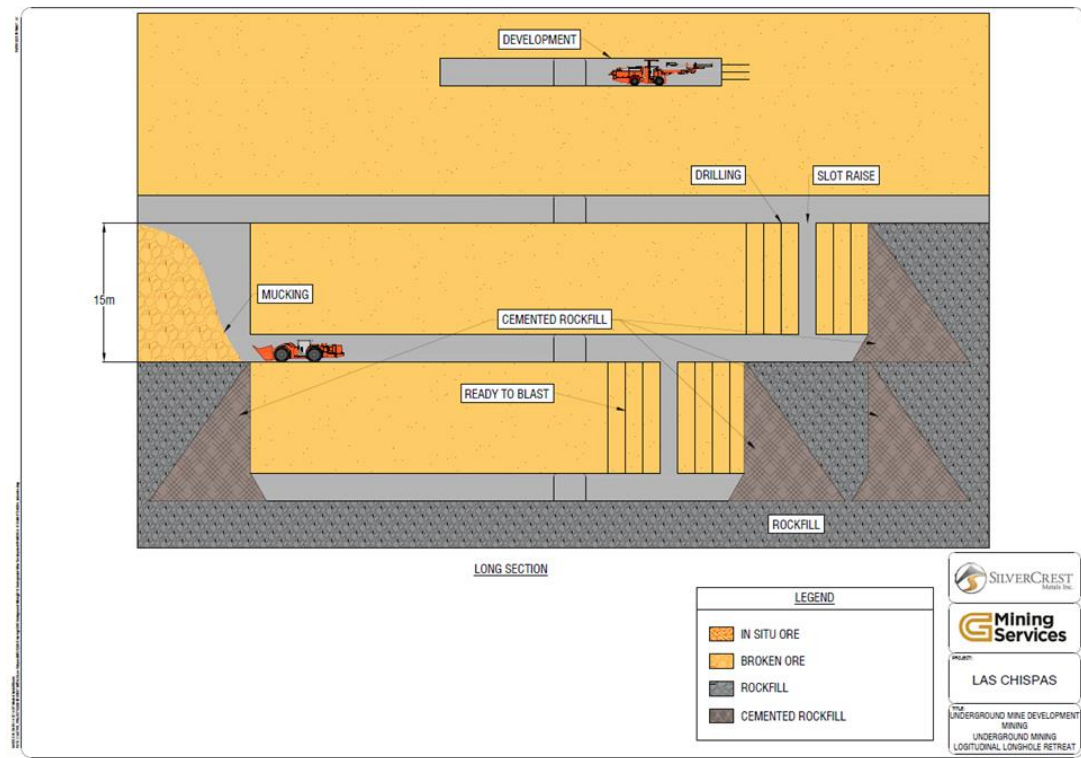 DEVELOPMENT
DRILLING
SLOT RAISE
15m
MUCKING
CEMENTED ROCKFILL
READY TO BLAST
ROCKFILL
LONG SECTION
LEGEND
IN SITU ORE
BROKEN ORE
ROCKFILL
CEMENTED ROCKFILL
SILVERCREST
Metals Inc.
G Mining
Services
PROJECT:
LAS CHISPAS
TITLE:
UNDERGROUND MINE DEVELOPMENT
MINING
UNDERGROUND MINING
LOGITUDINAL LONGHOLE RETREAT